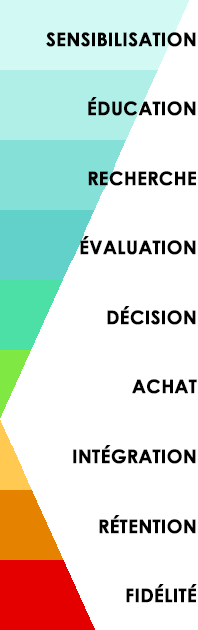 SENSIBILISATION
ÉDUCATION
RECHERCHE
ÉVALUATION
DÉCISION
ACHAT
INTÉGRATION
RÉTENTION
FIDÉLITÉ